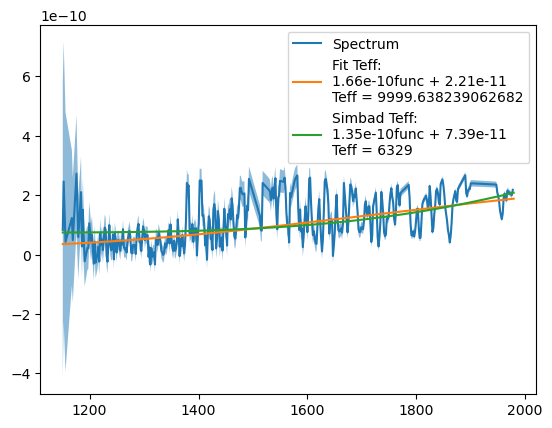 1e−10
Spectrum
Fit Teff:
1.66e-10func + 2.21e-11
Teff = 9999.638239062682
Simbad Teff:
1.35e-10func + 7.39e-11
Teff = 6329
6
4
2
0
−2
−4
1200
1400
1600
1800
2000